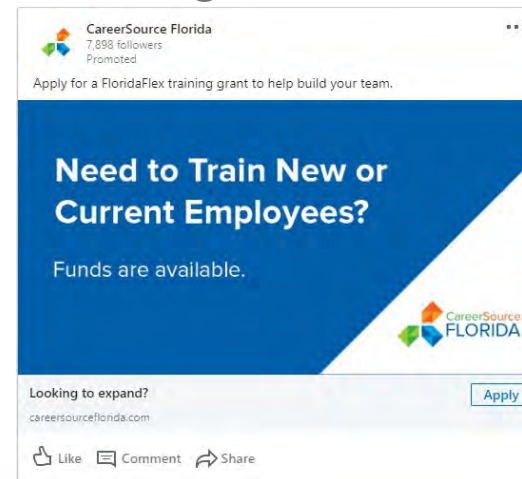 CareerSource Florida
7,898 followers
Promoted
Apply for a FloridaFlex training grant to help build your team.
Need to Train New or
Current Employees?
Funds are available.
CareerSource
FLORIDA
Looking to expand?
Apply
careersourceflorida.com
Like Comment Share